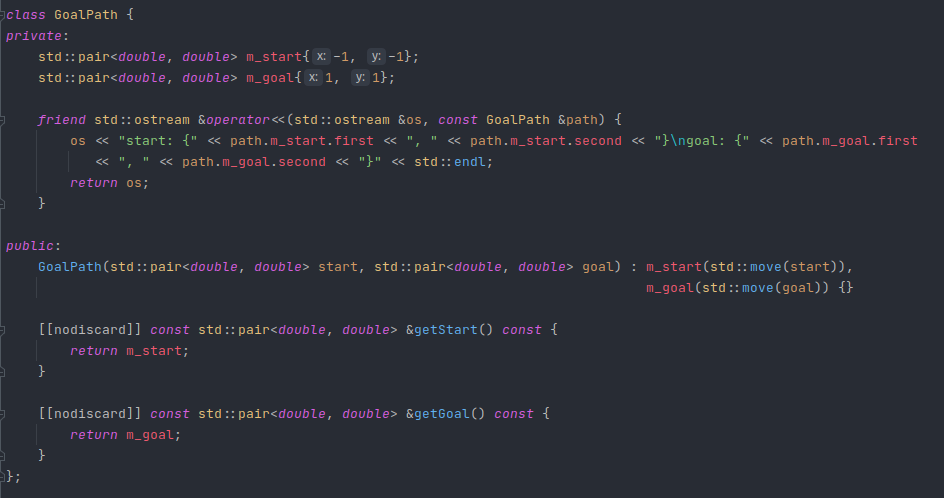 class GoalPath {
private:
    std::pair<double, double> m_start{x: -1, y: -1};
    std::pair<double, double> m_goal{x: 1, y: 1};

    friend std::ostream &operator<<(std::ostream &os, const GoalPath &path) {
        os << "start: {" << path.m_start.first << ", " << path.m_start.second << "}\ngoal: {" << path.m_goal.first
           << ", " << path.m_goal.second << "}" << std::endl;
        return os;
    }

public:
    GoalPath(std::pair<double, double> start, std::pair<double, double> goal) : m_start(std::move(start)),
                                                                                m_goal(std::move(goal)) {}

    [[nodiscard]] const std::pair<double, double> &getStart() const {
        return m_start;
    }

    [[nodiscard]] const std::pair<double, double> &getGoal() const {
        return m_goal;
    }
};